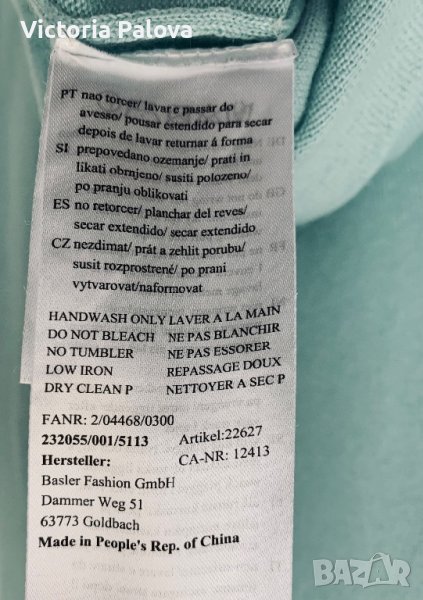 Victoria Palova
PT nao torcer/ lavar e passar do
avesso/ pousar estendido para secar
depois de lavar returnar á forma
SI prepovedano ozemanje/ prati in
likati obrnjeno/ susiti polozeno/
po pranju oblikovati
ES no retorcer/ planchar del reves/
secar extendido/ secar extendido
CZ nezdimat/ prát a zehlit porubu/
susit rozprostrené/ po praní
vytvarovat/naformovat
HANDWASH ONLY LAVER A LA MAIN
DO NOT BLEACH NE PAS BLANCHIR
NO TUMBLER NE PAS ESSORER
LOW IRON REPASSAGE DOUX
DRY CLEAN P NETTOYER A SEC P
FANR: 2/04468/0300
232055/001/5113 Artikel:22627
Hersteller: CA-NR: 12413
Basler Fashion GmbH
Dammer Weg 51
63773 Goldbach
Made in People's Rep. of China
BAZAR